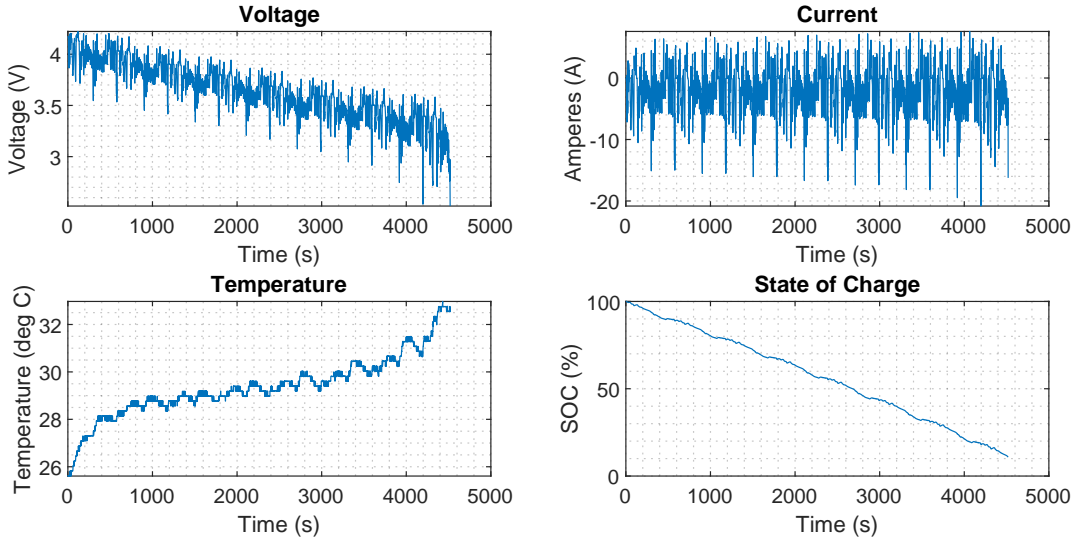 Voltage
Voltage (V)
4
3.5
3
0 1000 2000 3000 4000 5000
Time (s)
Current
Amperes (A)
0
-10
-20
0 1000 2000 3000 4000 5000
Time (s)
Temperature
Temperature (deg C)
32
30
28
26
0 1000 2000 3000 4000 5000
Time (s)
State of Charge
SOC (%)
100
50
0
0 1000 2000 3000 4000 5000
Time (s)